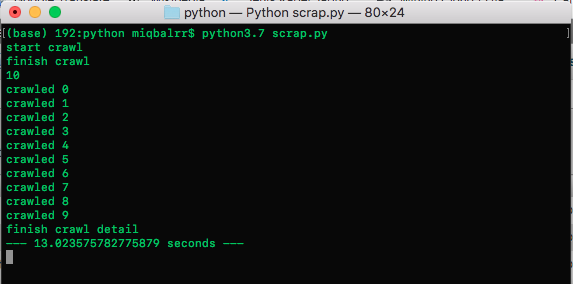 python — Python scrap.py — 80×24
[(base) 192:python miqbalrr$ python3.7 scrap.py ]
start crawl
finish crawl
10
crawled 0
crawled 1
crawled 2
crawled 3
crawled 4
crawled 5
crawled 6
crawled 7
crawled 8
crawled 9
finish crawl detail
--- 13.023575782775879 seconds ---